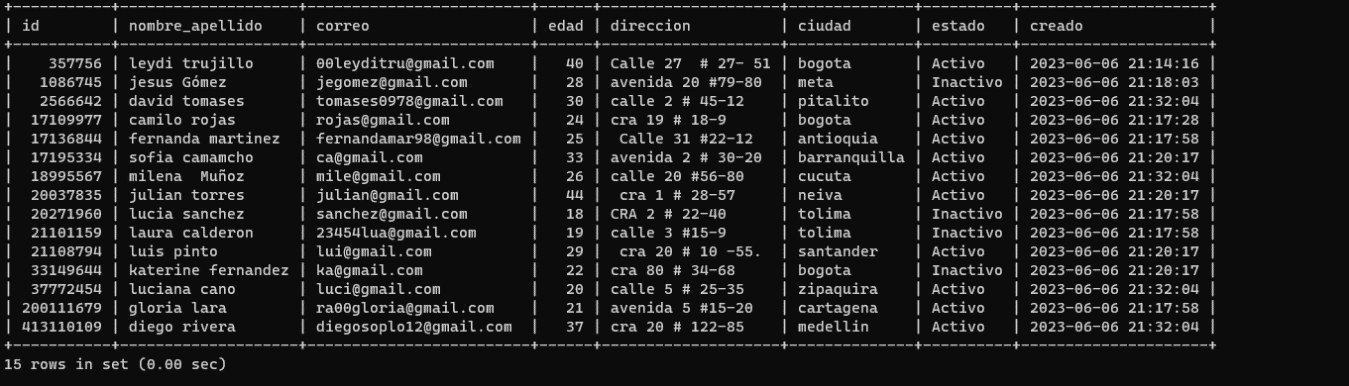 +-----------+--------------------+------------------------+------+-------------------+--------------+----------+---------------------+
| id        | nombre_apellido    | correo                 | edad | direccion         | ciudad       | estado   | creado              |
+-----------+--------------------+------------------------+------+-------------------+--------------+----------+---------------------+
|    357756 | leydi trujillo     | 00leyditru@gmail.com   |   40 | Calle 27  # 27- 51 | bogota       | Activo   | 2023-06-06 21:14:16 |
|   1086745 | jesus Gómez        | jegomez@gmail.com      |   28 | avenida 20 #79-80 | meta         | Inactivo | 2023-06-06 21:18:03 |
|   2566642 | david tomases      | tomases0978@gmail.com  |   30 | calle 2 # 45-12   | pitalito     | Activo   | 2023-06-06 21:32:04 |
|  17109977 | camilo rojas       | rojas@gmail.com        |   24 | cra 19 # 18-9     | bogota       | Activo   | 2023-06-06 21:17:28 |
|  17136844 | fernanda martinez  | fernandamar98@gmail.com |   25 |  Calle 31 #22-12  | antioquia    | Activo   | 2023-06-06 21:17:58 |
|  17195334 | sofia camamcho     | ca@gmail.com           |   33 | avenida 2 # 30-20 | barranquilla | Activo   | 2023-06-06 21:20:17 |
|  18995567 | milena  Muñoz      | mile@gmail.com         |   26 | calle 20 #56-80   | cucuta       | Activo   | 2023-06-06 21:32:04 |
|  20037835 | julian torres      | julian@gmail.com       |   44 |  cra 1 # 28-57    | neiva        | Activo   | 2023-06-06 21:20:17 |
|  20271960 | lucia sanchez      | sanchez@gmail.com      |   18 | CRA 2 # 22-40     | tolima       | Inactivo | 2023-06-06 21:17:58 |
|  21101159 | laura calderon     | 23454lua@gmail.com     |   19 | calle 3 #15-9     | tolima       | Inactivo | 2023-06-06 21:17:58 |
|  21108794 | luis pinto         | lui@gmail.com          |   29 |  cra 20 # 10 -55. | santander    | Activo   | 2023-06-06 21:20:17 |
|  33149644 | katerine fernandez | ka@gmail.com           |   22 | cra 80 # 34-68    | bogota       | Inactivo | 2023-06-06 21:20:17 |
|  37772454 | luciana cano       | luci@gmail.com         |   20 | calle 5 # 25-35   | zipaquira    | Activo   | 2023-06-06 21:32:04 |
| 200111679 | gloria lara        | ra00gloria@gmail.com   |   21 | avenida 5 #15-20  | cartagena    | Activo   | 2023-06-06 21:17:58 |
| 413110109 | diego rivera       | diegosoplo12@gmail.com |   37 | cra 20 # 122-85   | medellin     | Activo   | 2023-06-06 21:32:04 |
+-----------+--------------------+------------------------+------+-------------------+--------------+----------+---------------------+
15 rows in set (0.00 sec)